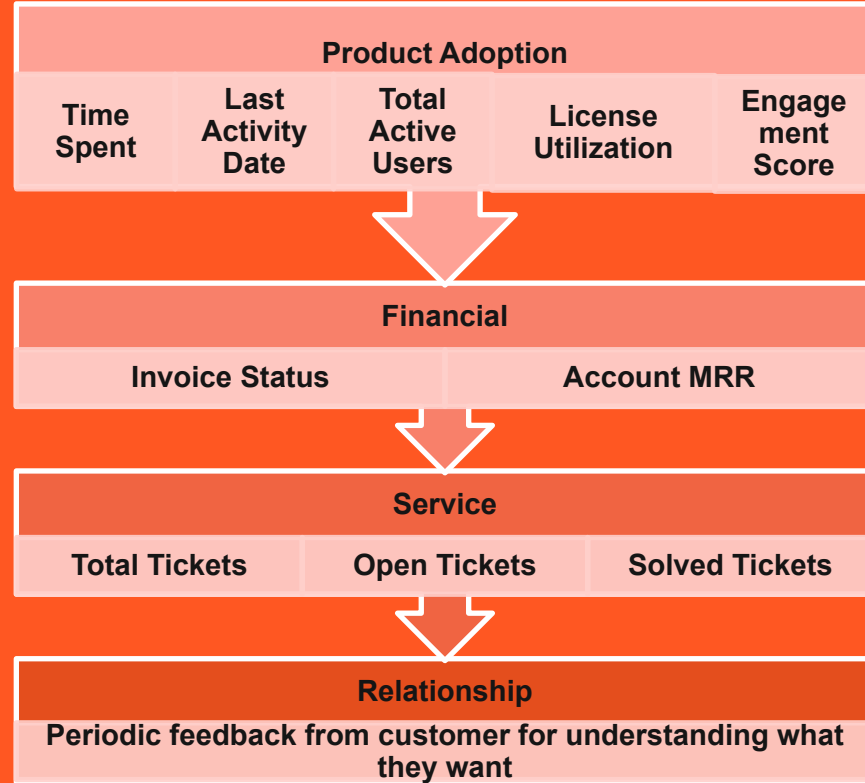 Product Adoption
Time
Spent
Last
Activity
Date
Total
Active
Users
License
Utilization
Engage
ment
Score
Financial
Invoice Status
Account MRR
Service
Total Tickets
Open Tickets
Solved Tickets
Relationship
Periodic feedback from customer for understanding what
they want